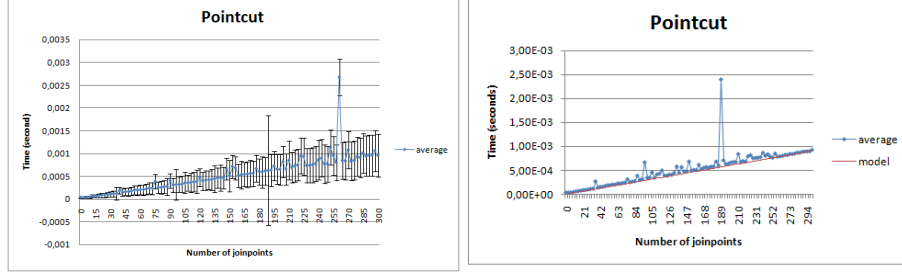 Pointcut
0,0035
0,003
0,0025
0,002
0,0015
0,001
0,0005
0
-0,0005
-0,001
Time (second)
0 15 30 45 60 75 90 105 120 135 150 165 180 195 210 225 240 255 270 285 300
Number of joinpoints
average
Pointcut
3,00E-03
2,50E-03
2,00E-03
1,50E-03
1,00E-03
5,00E-04
0,00E+00
Time (seconds)
0 21 42 63 84 105 126 147 168 189 210 231 252 273 294
Number of joinpoints
average
model